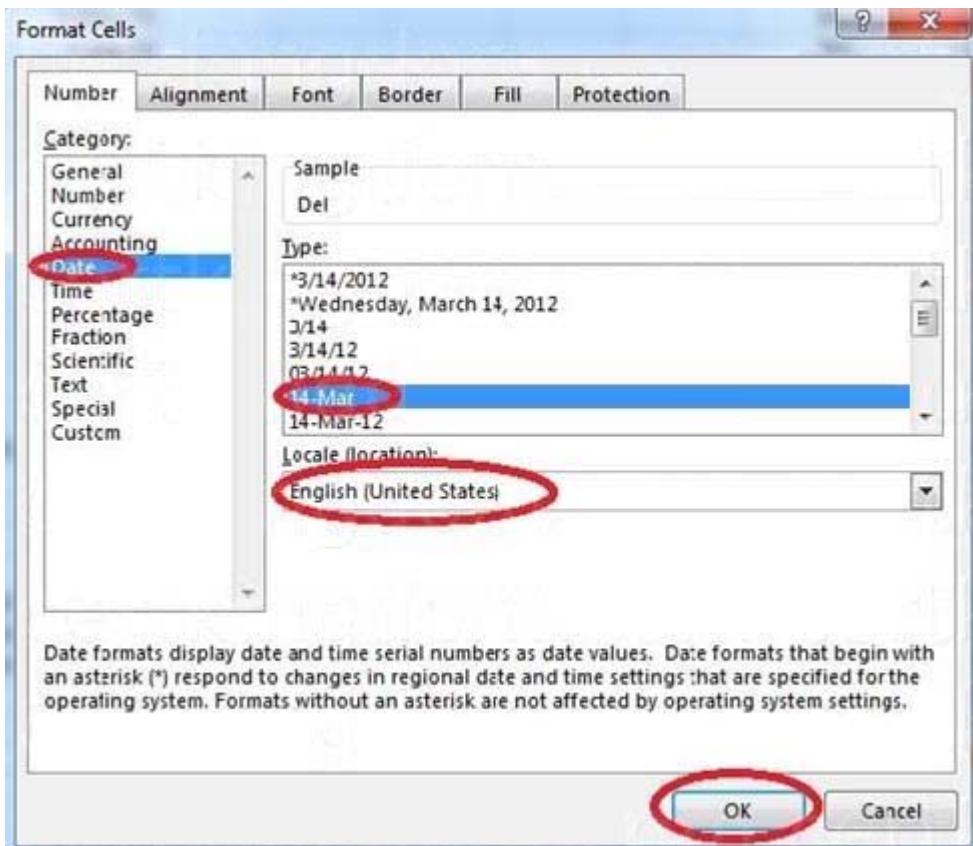 Format Cells
Number Alignment Font Border Fill Protection
Category:
General
Number
Currency
Accounting
Date
Time
Percentage
Fraction
Scientific
Text
Special
Custom
Sample
Del
Type:
*3/14/2012
*Wednesday, March 14, 2012
3/14
3/14/12
03/14/12
14-Mar
14-Mar-12
Locale (location):
English (United States)
Date formats display date and time serial numbers as date values. Date formats that begin with
an asterisk (*) respond to changes in regional date and time settings that are specified for the
operating system. Formats without an asterisk are not affected by operating system settings.
OK Cancel